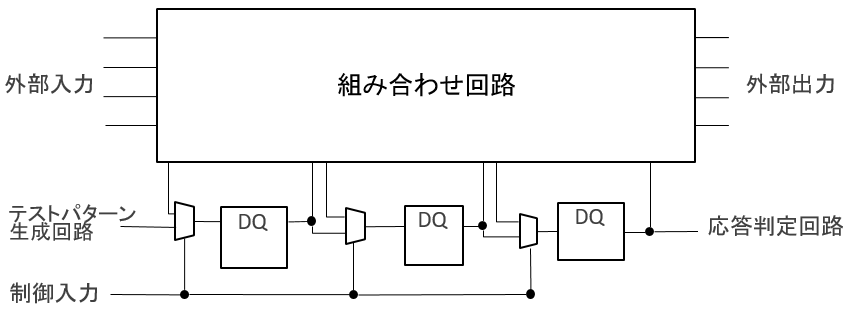 組み合わせ回路
外部入力
外部出力
テストパターン
生成回路
DQ
DQ
DQ
応答判定回路
制御入力